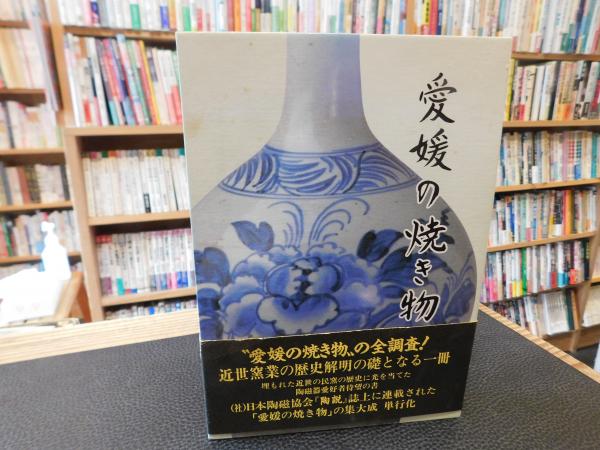 愛媛の焼き物
〝愛媛の焼き物〟の全調査!
近世窯業の歴史解明の礎となる一冊
埋もれた近世の民窯の歴史に光を当てた
陶磁器愛好者待望の書
(社)日本陶磁協会『陶説』誌上に連載された
「愛媛の焼き物」の集大成 単行化